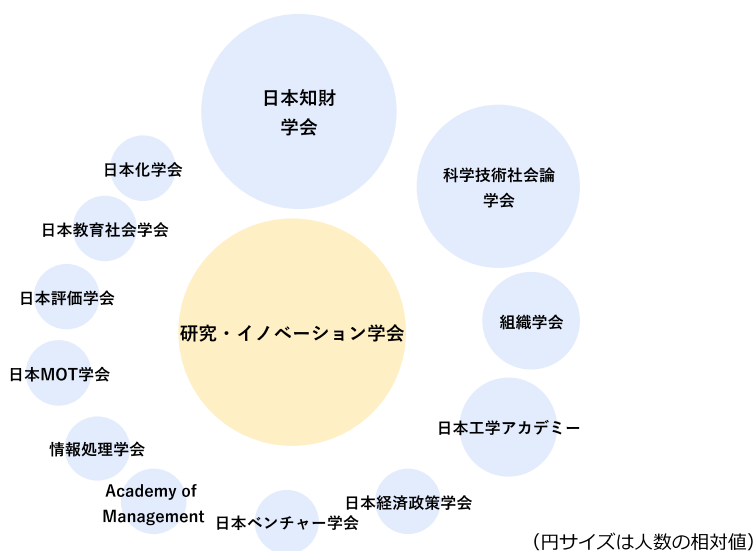 日本知財
学会
科学技術社会論
学会
日本化学会
日本教育社会学会
日本評価学会
組織学会
研究・イノベーション学会
日本MOT学会
日本工学アカデミー
情報処理学会
Academy of
Management
日本経済政策学会
日本ベンチャー学会
（円サイズは人数の相対値）